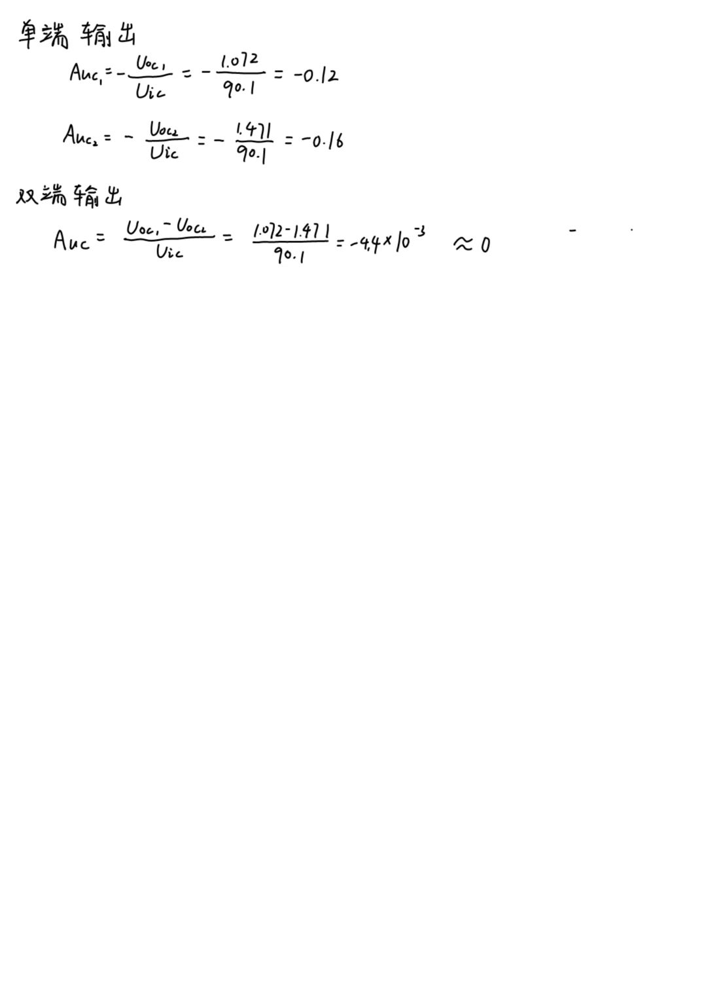 单端输出
Auc₁ = - Uoc₁/Uic = - 1.072/90.1 = -0.12
Auc₂ = - Uoc₂/Uic = - 1.471/90.1 = -0.16
双端输出
Auc = (Uoc₁ - Uoc₂)/Uic = (1.072-1.471)/90.1 = -4.4×10⁻³ ≈ 0